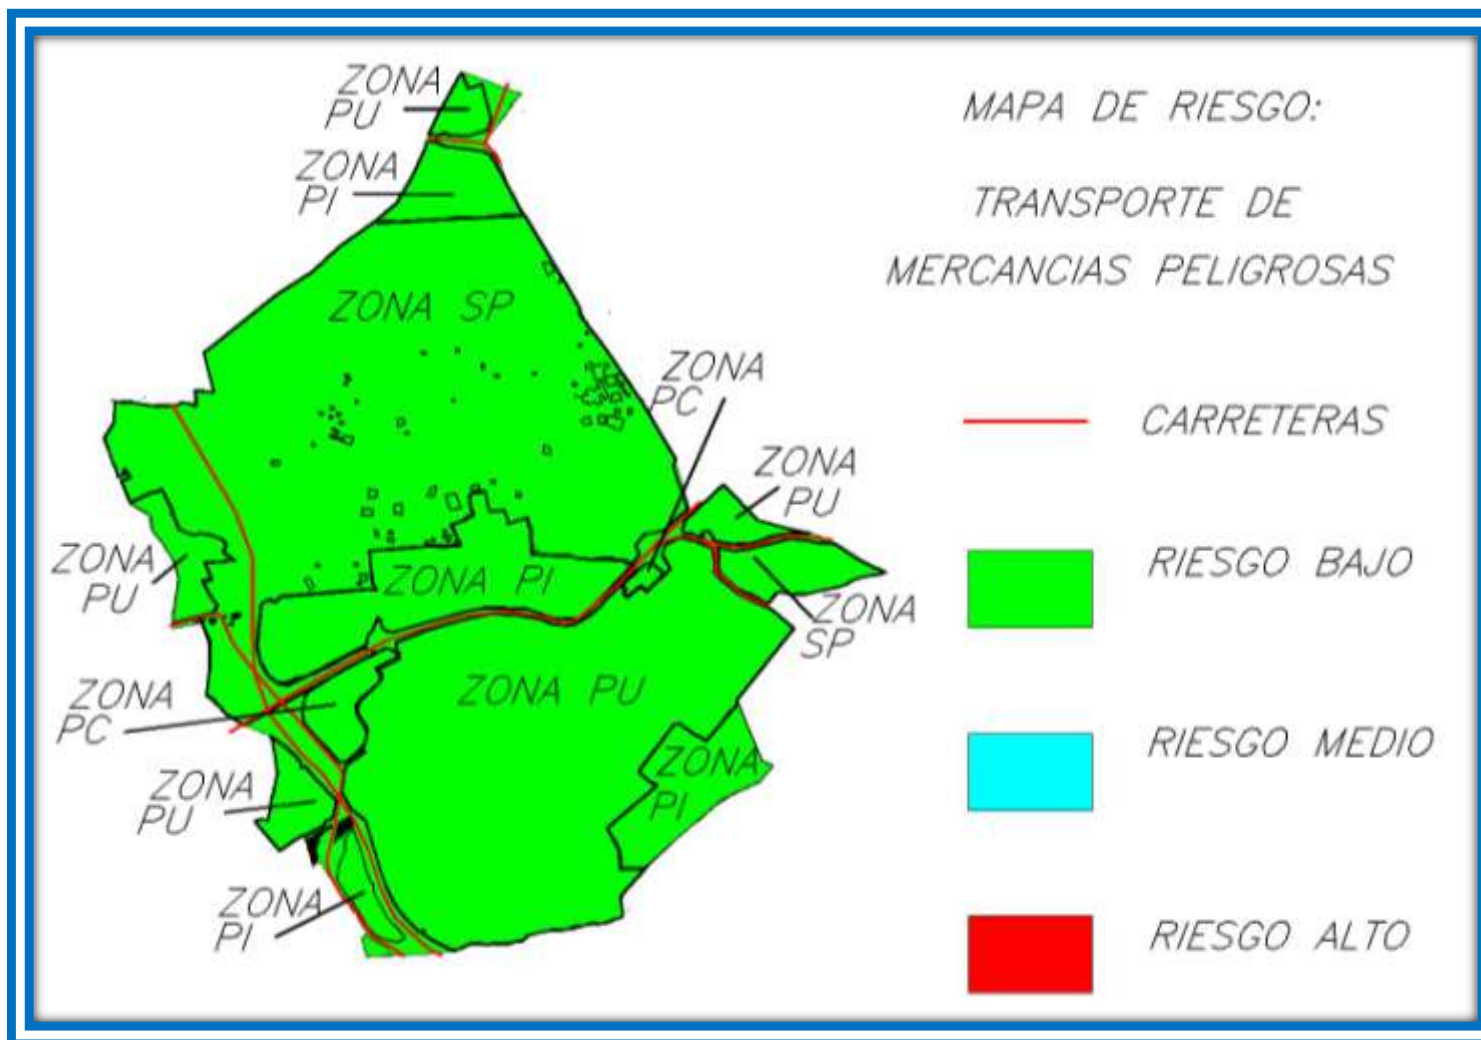 ZONA
PU
ZONA
PI
ZONA SP
ZONA
PC
ZONA
PU
ZONA
PU
ZONA PI
ZONA
SP
ZONA
PC
ZONA PU
ZONA
PI
ZONA
PU
ZONA
PI
MAPA DE RIESGO:
TRANSPORTE DE
MERCANCIAS PELIGROSAS
CARRETERAS
RIESGO BAJO
RIESGO MEDIO
RIESGO ALTO